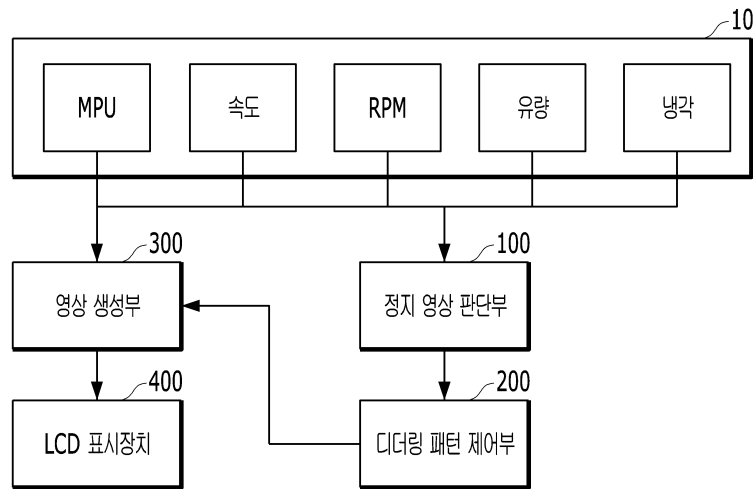 10
MPU
속도
RPM
유량
냉각
300
100
영상 생성부
정지 영상 판단부
400
200
LCD 표시장치
디더링 패턴 제어부